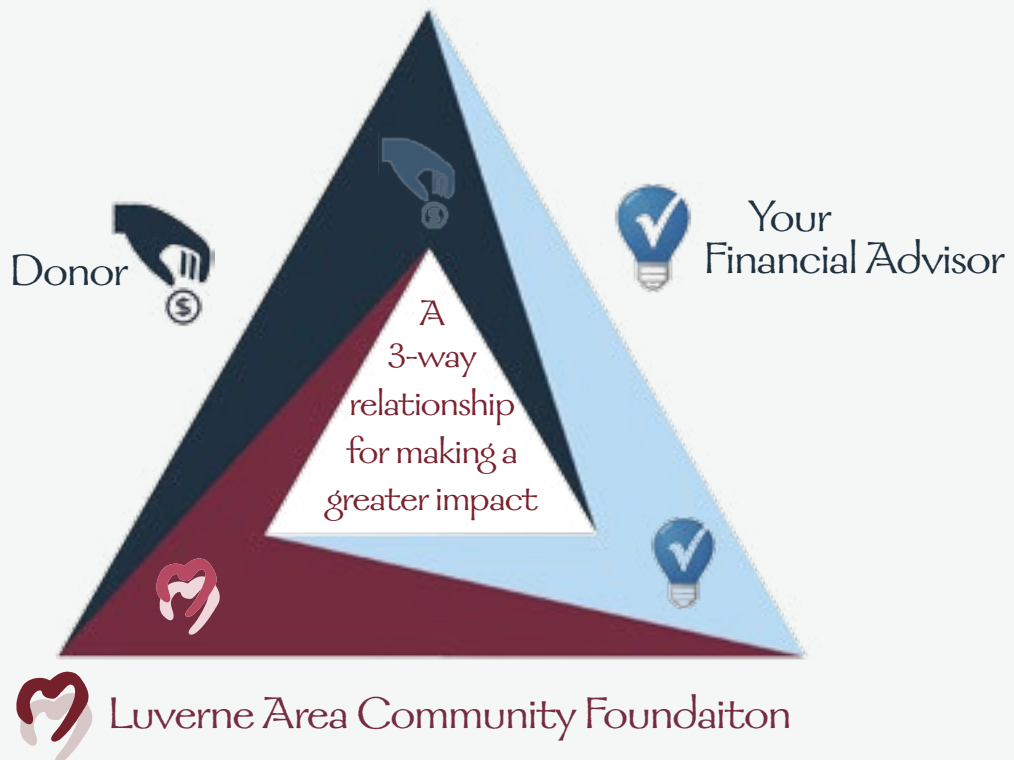 Donor
$
$
Your
Financial Advisor
A
3-way
relationship
for making a
greater impact
Luverne Area Community Foundaiton